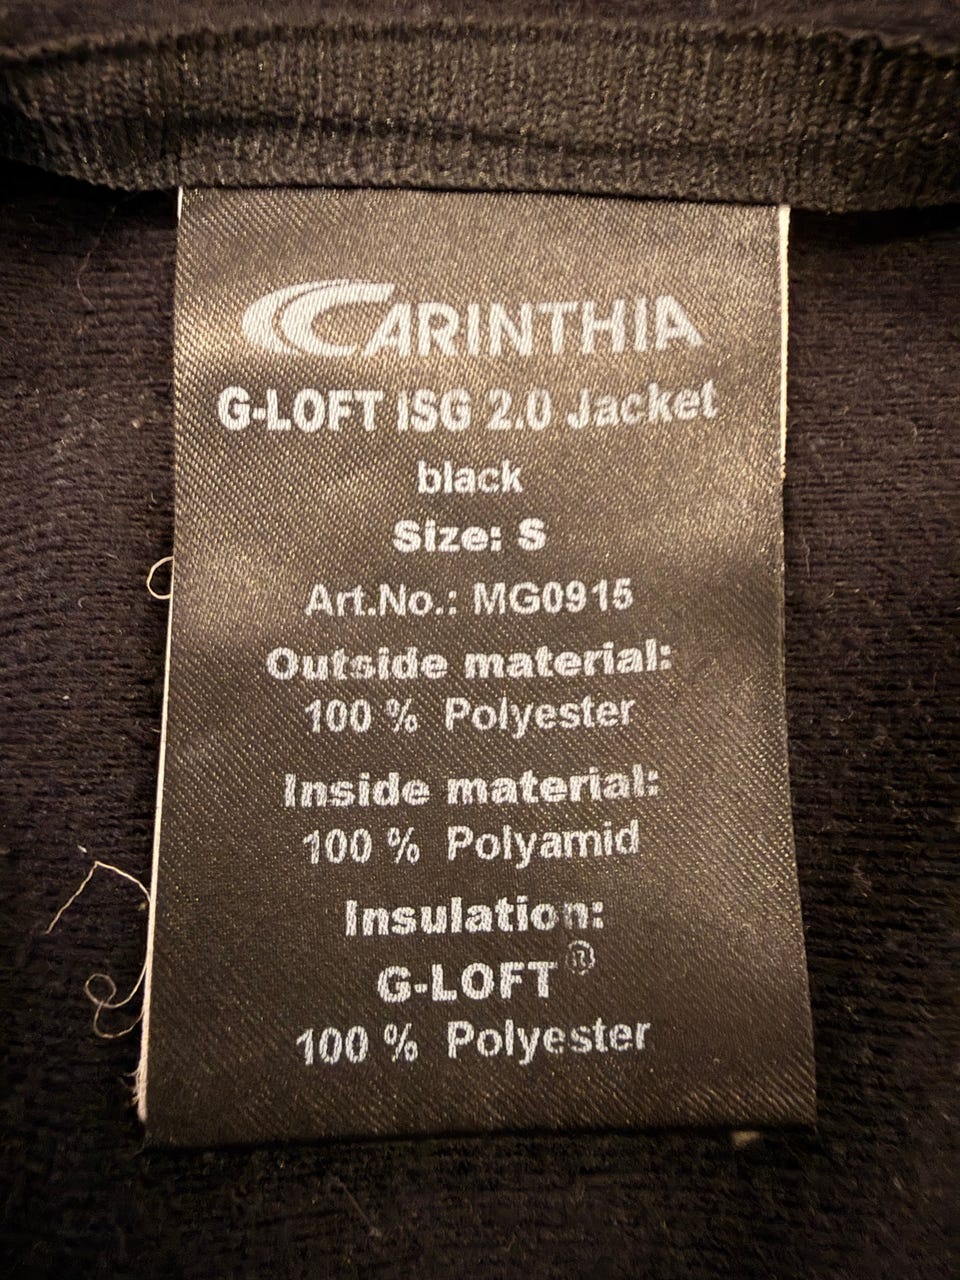 CARINTHIA
G-LOFT ISG 2.0 Jacket
black
Size: S
Art.No.: MG0915
Outside material:
100 % Polyester
Inside material:
100 % Polyamid
Insulation:
G-LOFT®
100 % Polyester